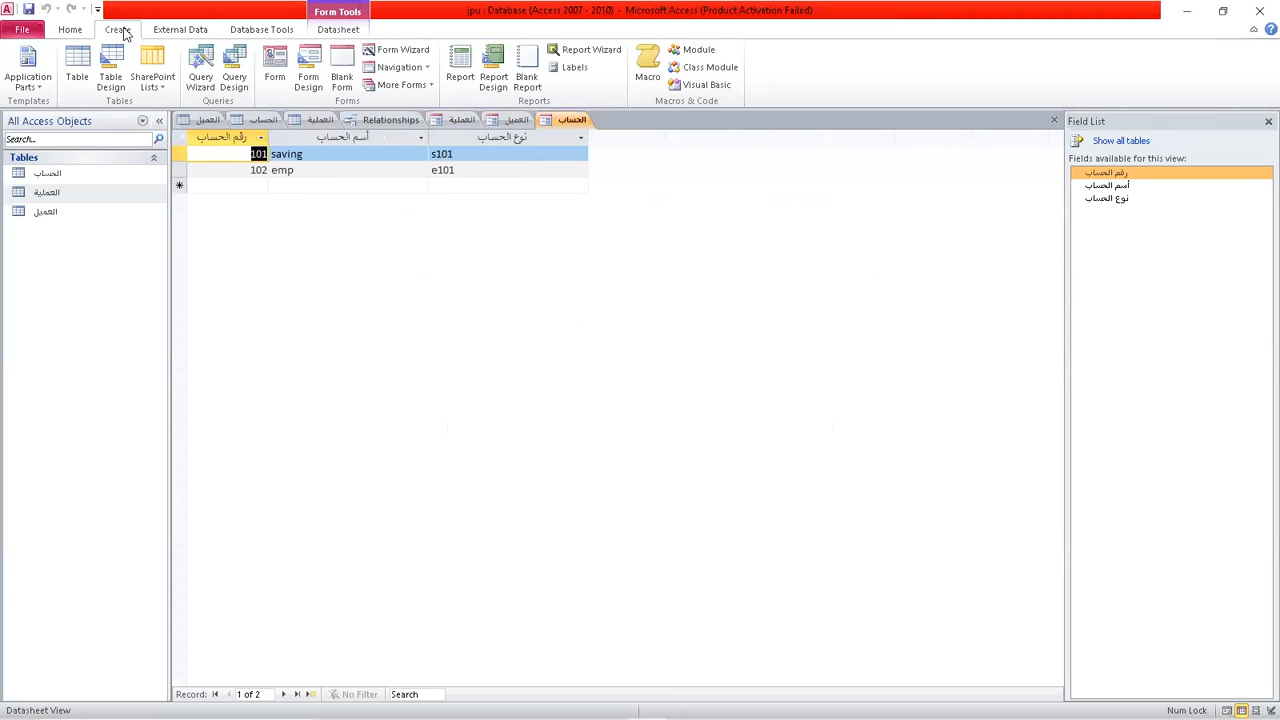 jpu : Database (Access 2007 - 2010) - Microsoft Access (Product Activation Failed)
Form Tools
File
Home
Create
External Data
Database Tools
Datasheet
Application Parts
Table
Table Design
SharePoint Lists
Query Wizard
Query Design
Form
Form Design
Blank Form
Form Wizard
Navigation
More Forms
Report
Report Design
Blank Report
Report Wizard
Labels
Macro
Module
Class Module
Visual Basic
Templates
Tables
Queries
Forms
Reports
Macros & Code
All Access Objects
Search...
Tables
الحساب
العملية
العميل
العميل
الحساب
العملية
Relationships
العملية
العميل
الحساب
رقم الحساب
أسم الحساب
نوع الحساب
101 saving s101
102 emp e101
Field List
Show all tables
Fields available for this view:
رقم الحساب
أسم الحساب
نوع الحساب
Record:
1 of 2
No Filter
Search
Datasheet View
Num Lock